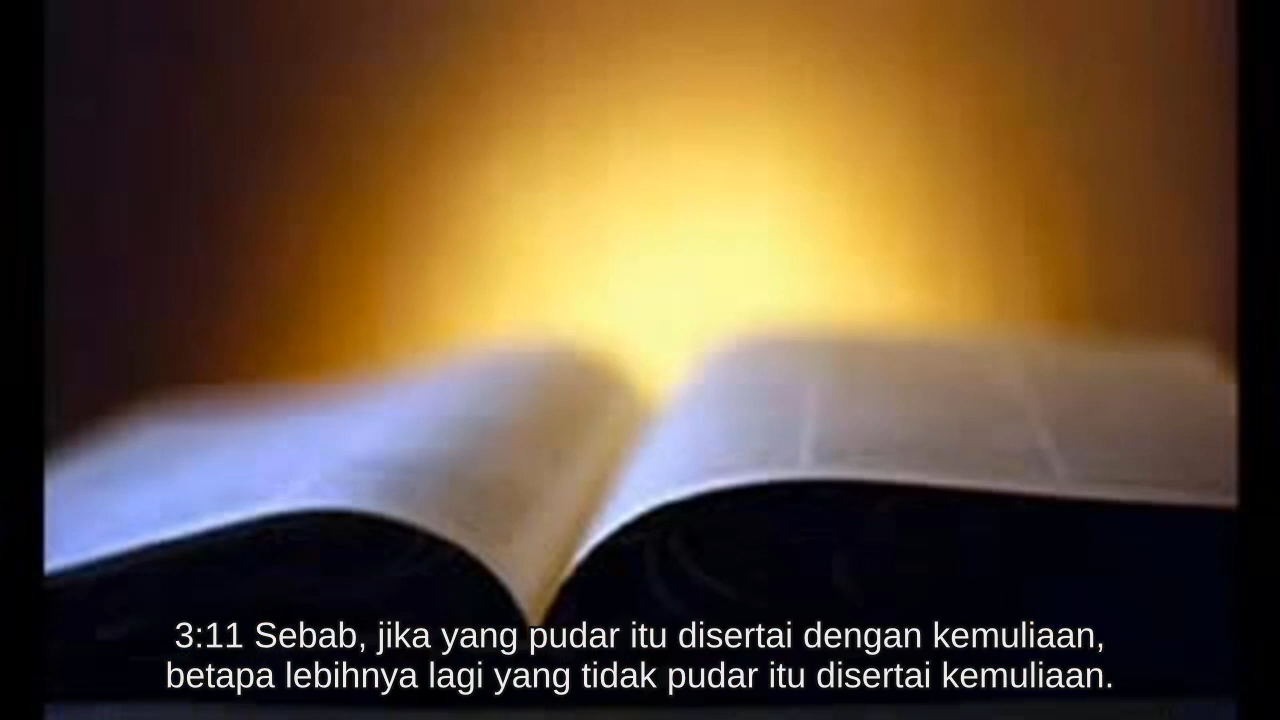 3:11 Sebab, jika yang pudar itu disertai dengan kemuliaan,
betapa lebihnya lagi yang tidak pudar itu disertai kemuliaan.